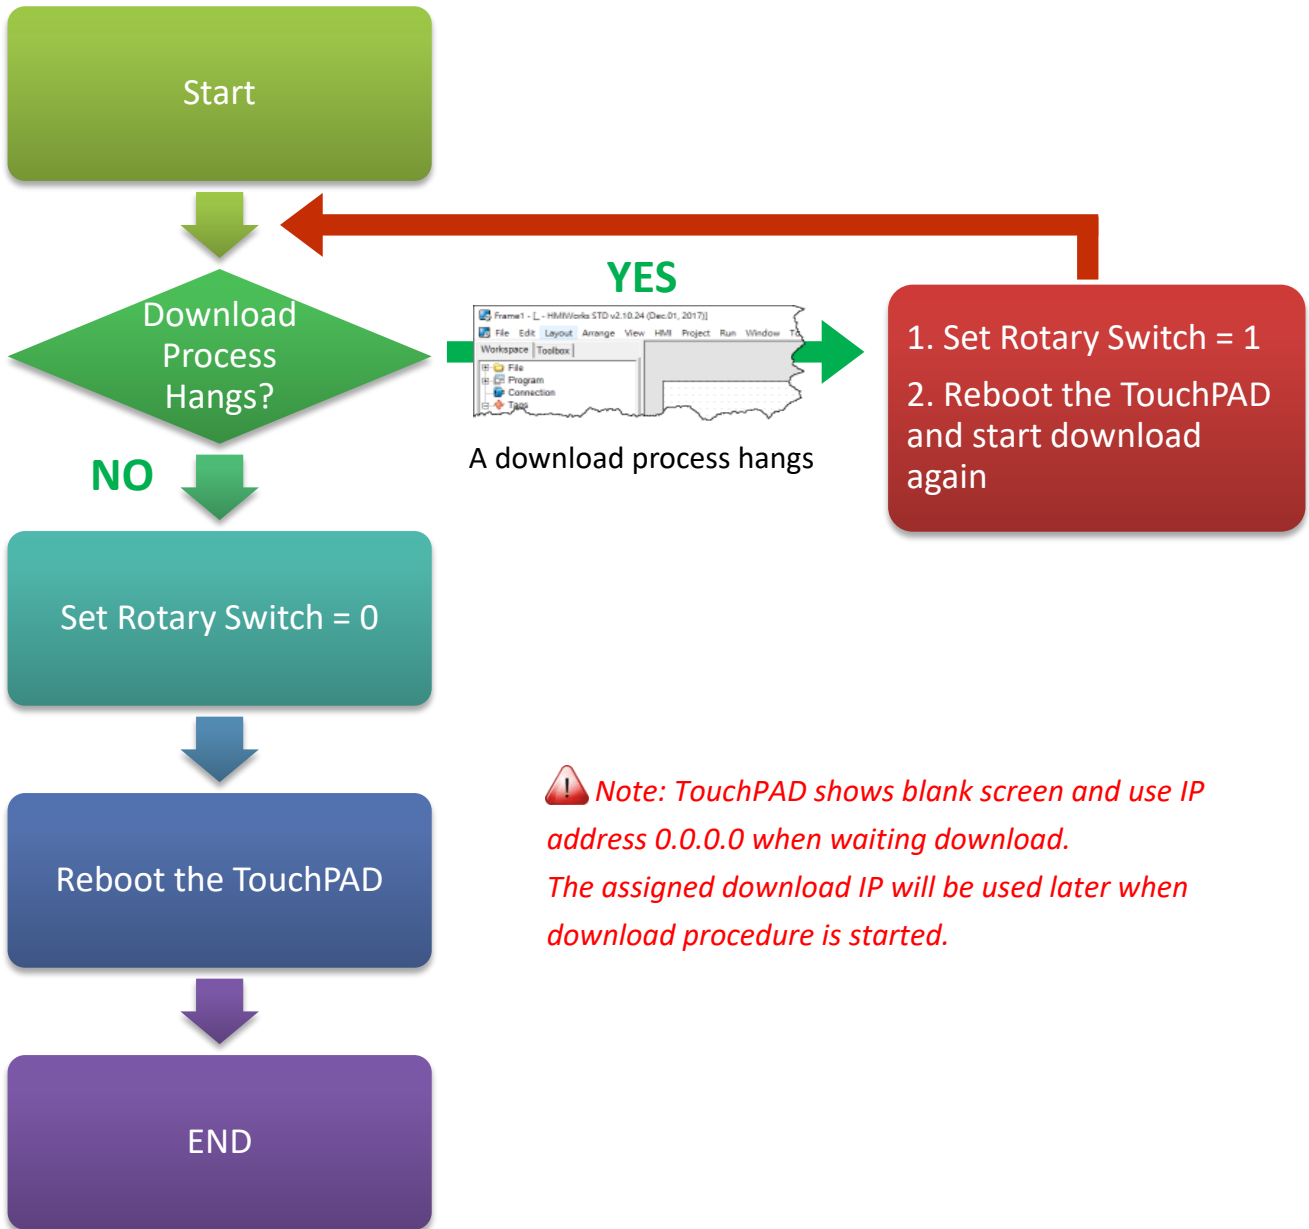 Start
Download
Process
Hangs?
YES
Frame1 - [_ - HMIWorks STD v2.10.24 (Dec.01, 2017)]
File Edit Layout Arrange View HMI Project Run Window
Workspace Toolbox
File
Program
Connection
Tags
A download process hangs
1. Set Rotary Switch = 1
2. Reboot the TouchPAD
and start download
again
NO
Set Rotary Switch = 0
Reboot the TouchPAD
Note: TouchPAD shows blank screen and use IP
address 0.0.0.0 when waiting download.
The assigned download IP will be used later when
download procedure is started.
END